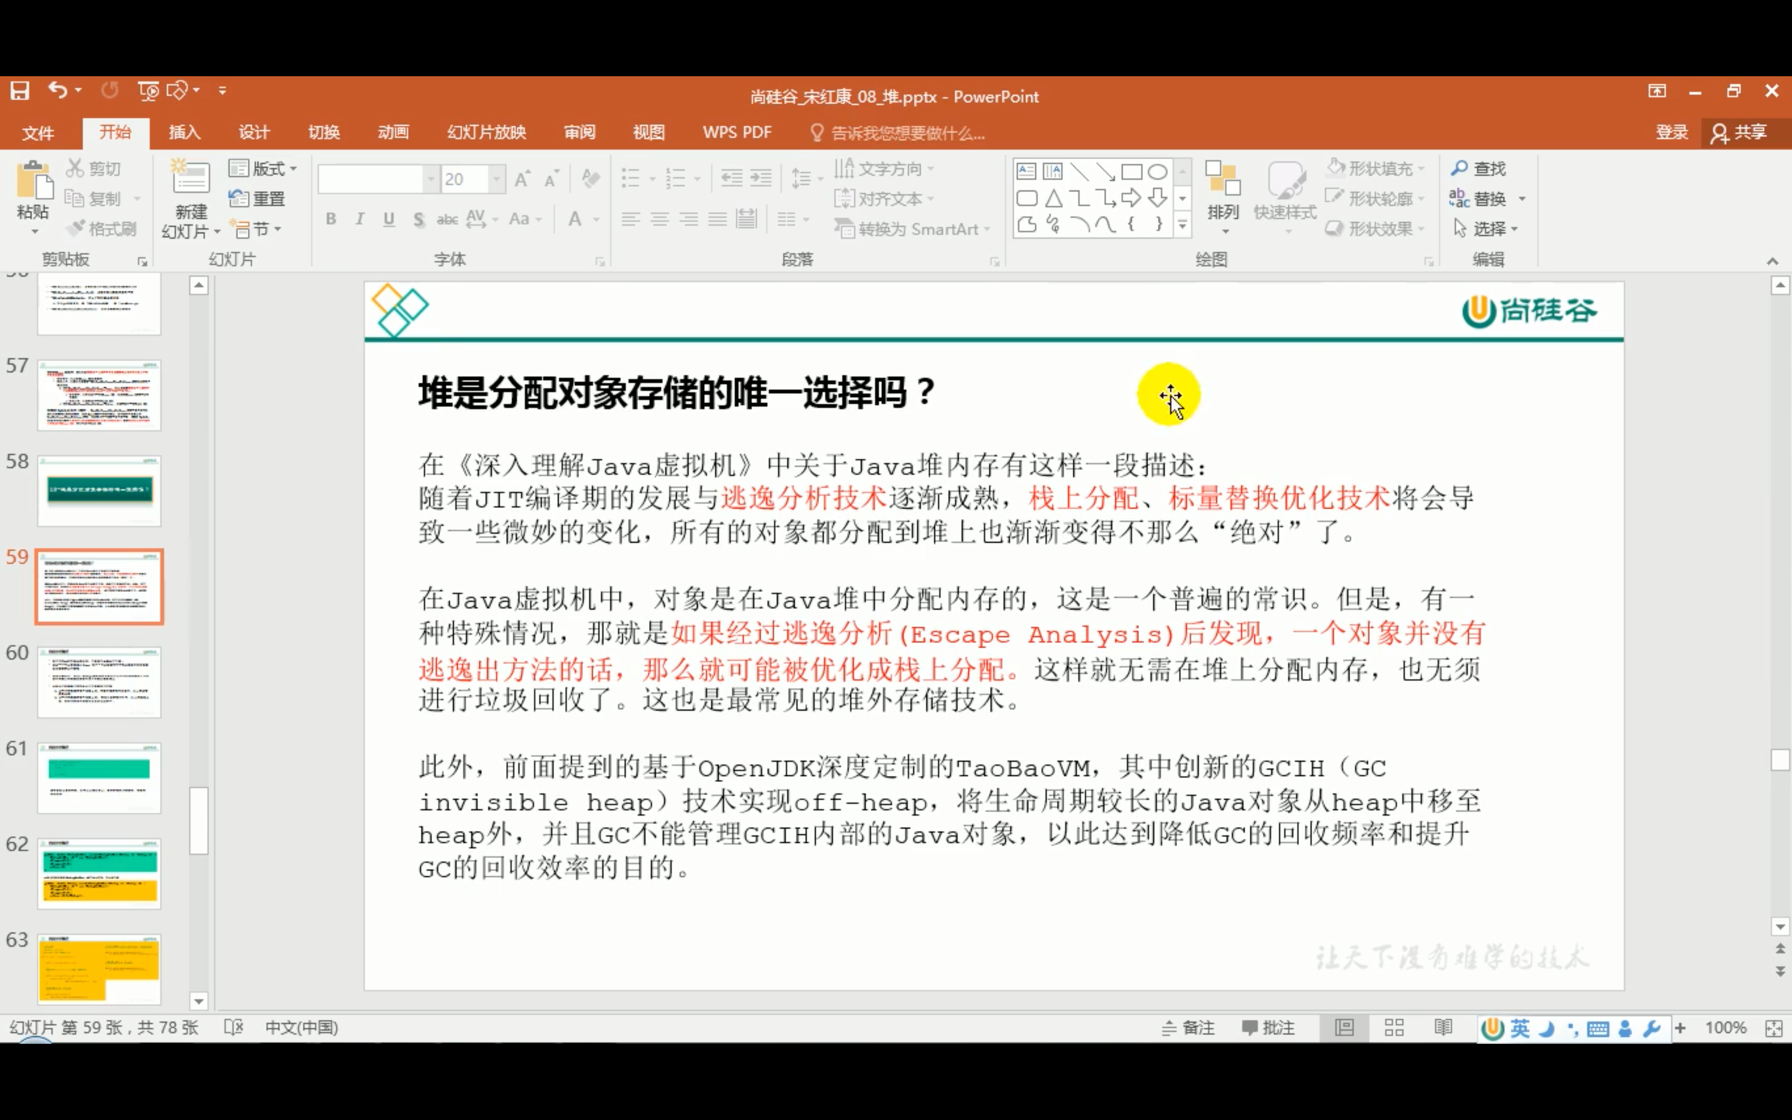 尚硅谷_宋红康_08_堆.pptx - PowerPoint
文件 开始 插入 设计 切换 动画 幻灯片放映 审阅 视图 WPS PDF 告诉我您想要做什么... 登录 共享
粘贴 剪切 复制 格式刷 剪贴板
新建幻灯片 版式 重置 节 幻灯片
20
B I U S abc AV Aa A 字体
文字方向 对齐文本 转换为 SmartArt 段落
排列 快速样式 形状填充 形状轮廓 形状效果 绘图
查找 替换 选择 编辑
57
58
59
60
61
62
63
尚硅谷
堆是分配对象存储的唯一选择吗？
在《深入理解Java虚拟机》中关于Java堆内存有这样一段描述：
随着JIT编译期的发展与逃逸分析技术逐渐成熟，栈上分配、标量替换优化技术将会导
致一些微妙的变化，所有的对象都分配到堆上也渐渐变得不那么“绝对”了。
在Java虚拟机中，对象是在Java堆中分配内存的，这是一个普遍的常识。但是，有一
种特殊情况，那就是如果经过逃逸分析(Escape Analysis)后发现，一个对象并没有
逃逸出方法的话，那么就可能被优化成栈上分配。这样就无需在堆上分配内存，也无须
进行垃圾回收了。这也是最常见的堆外存储技术。
此外，前面提到的基于OpenJDK深度定制的TaoBaoVM，其中创新的GCIH（GC
invisible heap）技术实现off-heap，将生命周期较长的Java对象从heap中移至
heap外，并且GC不能管理GCIH内部的Java对象，以此达到降低GC的回收频率和提升
GC的回收效率的目的。
让天下没有难学的技术
幻灯片 第 59 张，共 78 张 中文(中国) 备注 批注 英 100%